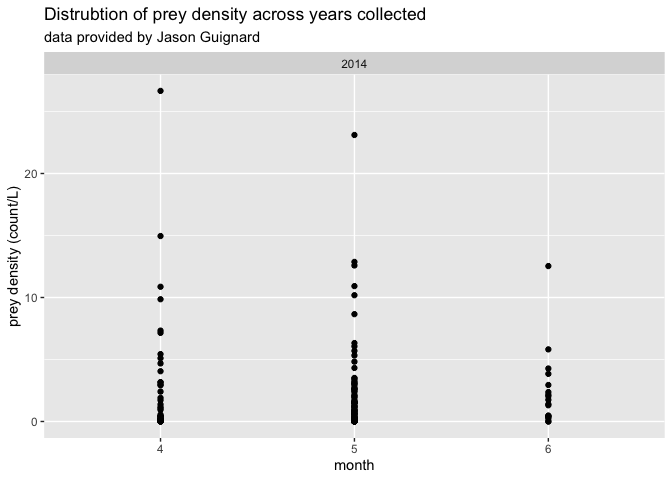 Distrubtion of prey density across years collected
data provided by Jason Guignard
2014
prey density (count/L)
20
10
0
4 5 6
month